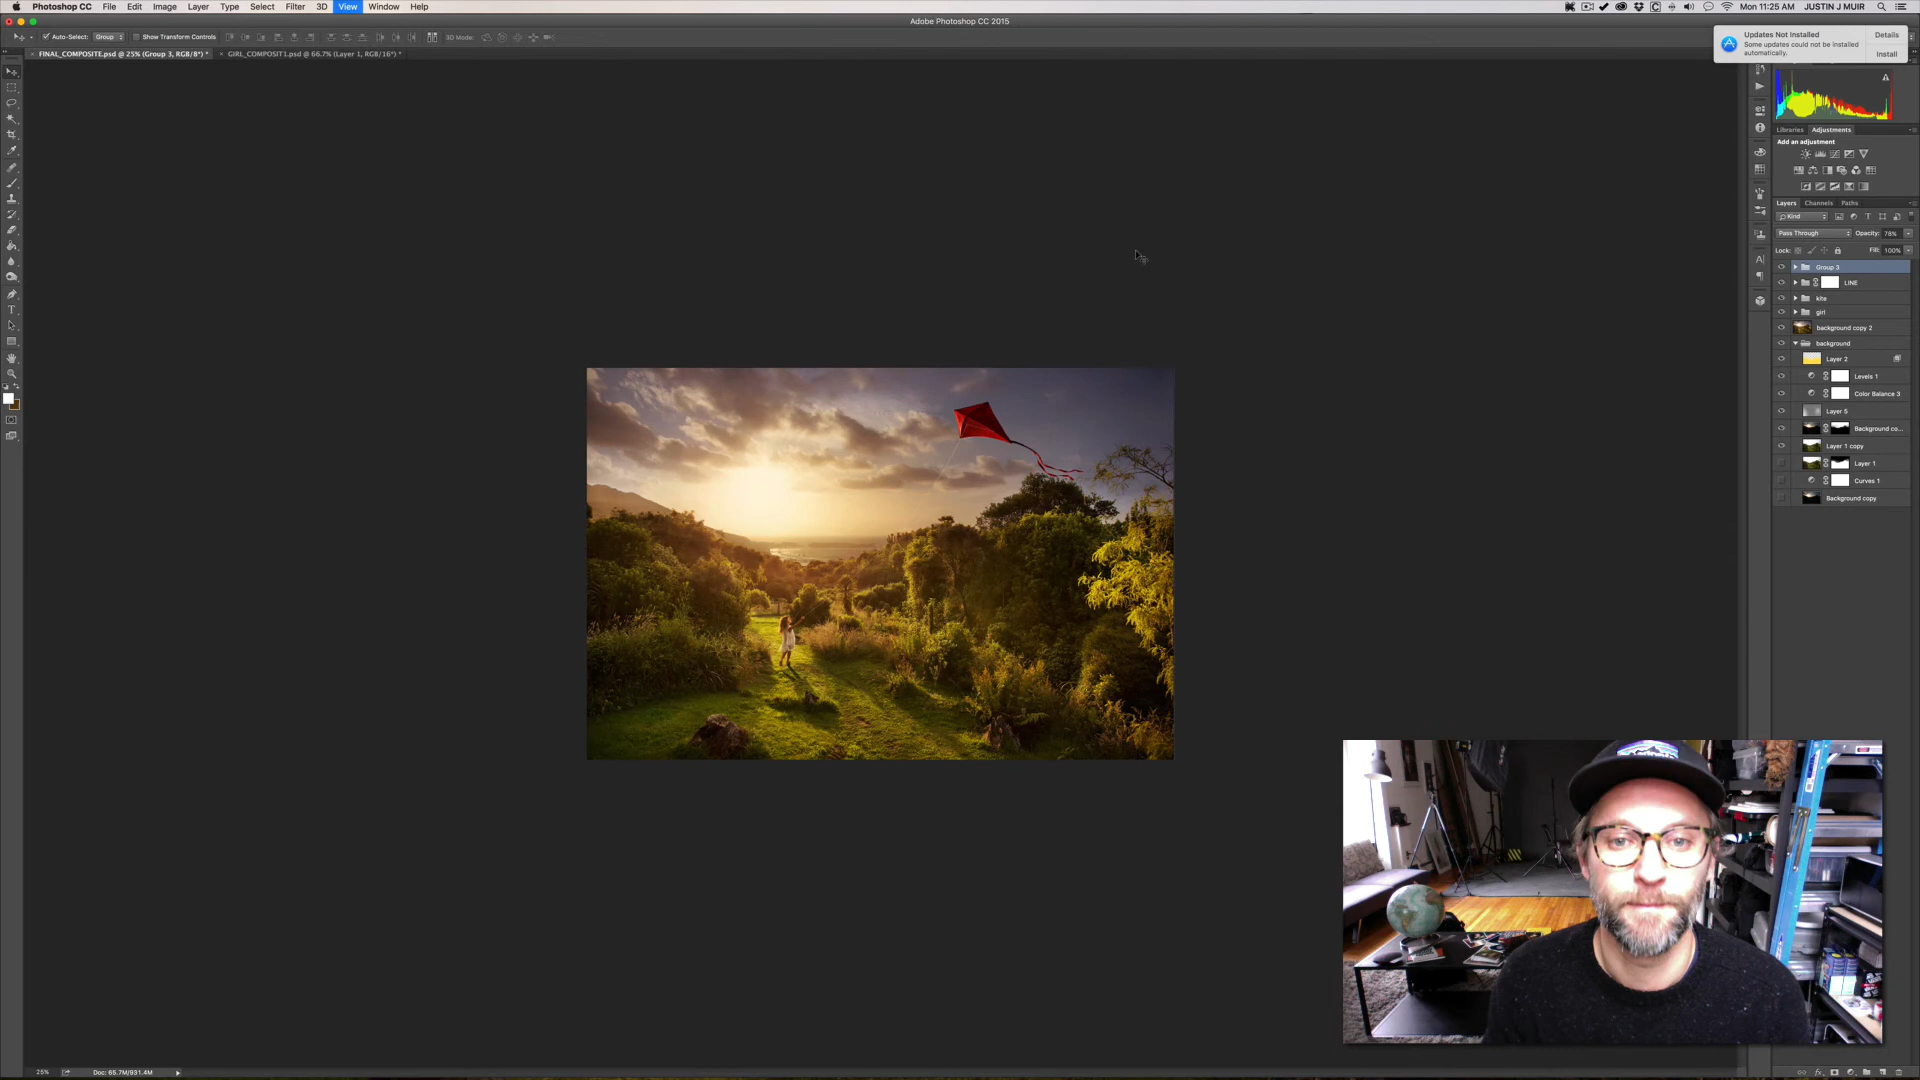 Photoshop CC File Edit Image Layer Type Select Filter 3D View Window Help
Mon 11:25 AM JUSTIN J MUIR
Adobe Photoshop CC 2015
Auto-Select: Group Show Transform Controls 3D Mode:
FINAL_COMPOSITE.psd @ 25% (Group 3, RGB/8*) *
GIRL_COMPOSIT1.psd @ 66.7% (Layer 1, RGB/16*) *
Updates Not Installed
Some updates could not be installed
automatically.
Details
Install
Libraries Adjustments
Add an adjustment
Layers Channels Paths
Kind
Pass Through Opacity: 78%
Lock: Fill: 100%
Group 3
LINE
kite
girl
background copy 2
background
Layer 2
Levels 1
Color Balance 3
Layer 5
Background co...
Layer 1 copy
Layer 1
Curves 1
Background copy
25% Doc: 65.7M/931.4M